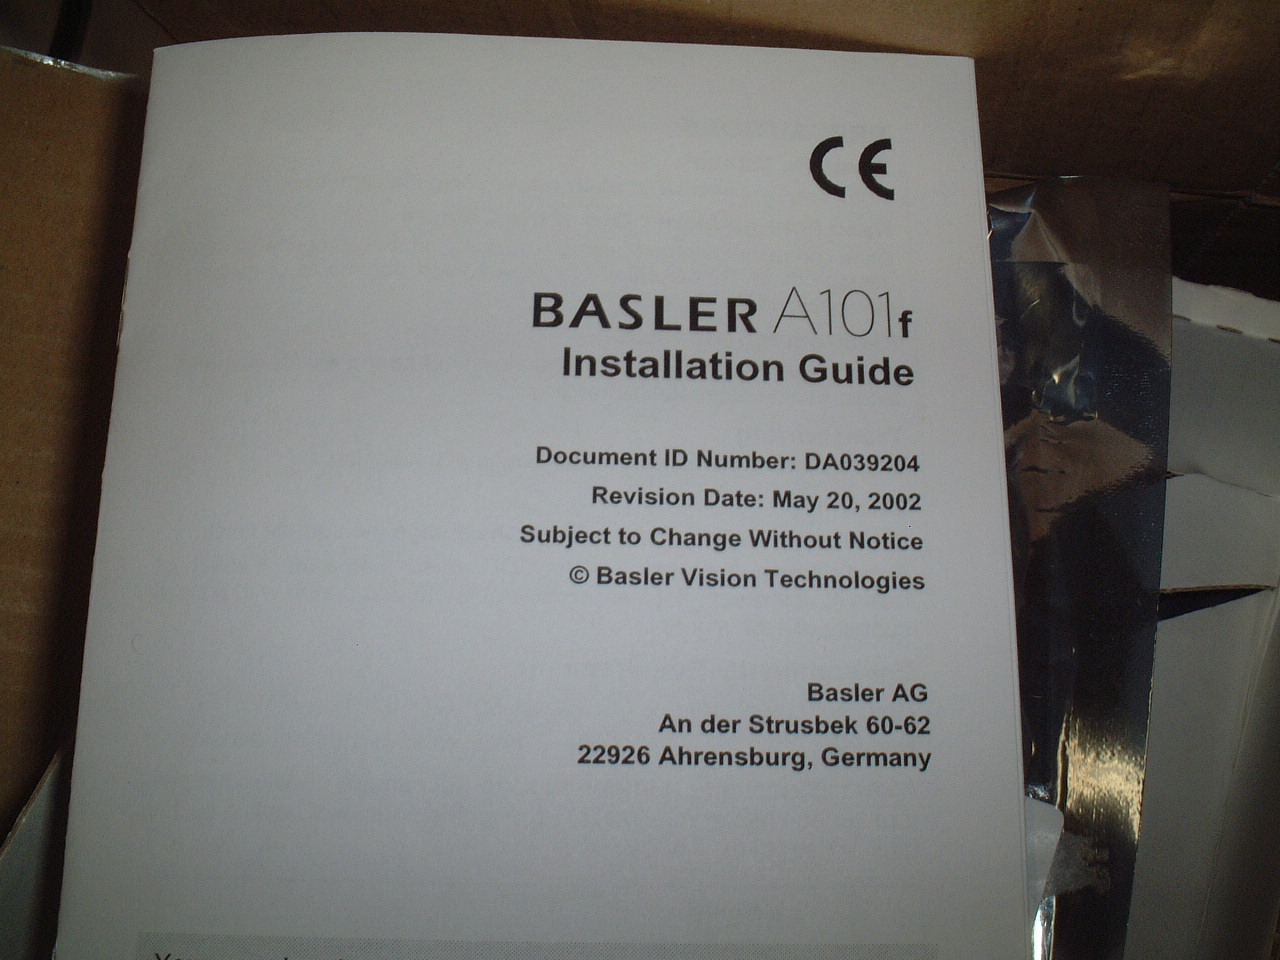 CE
BASLER A101f
Installation Guide
Document ID Number: DA039204
Revision Date: May 20, 2002
Subject to Change Without Notice
© Basler Vision Technologies
Basler AG
An der Strusbek 60-62
22926 Ahrensburg, Germany